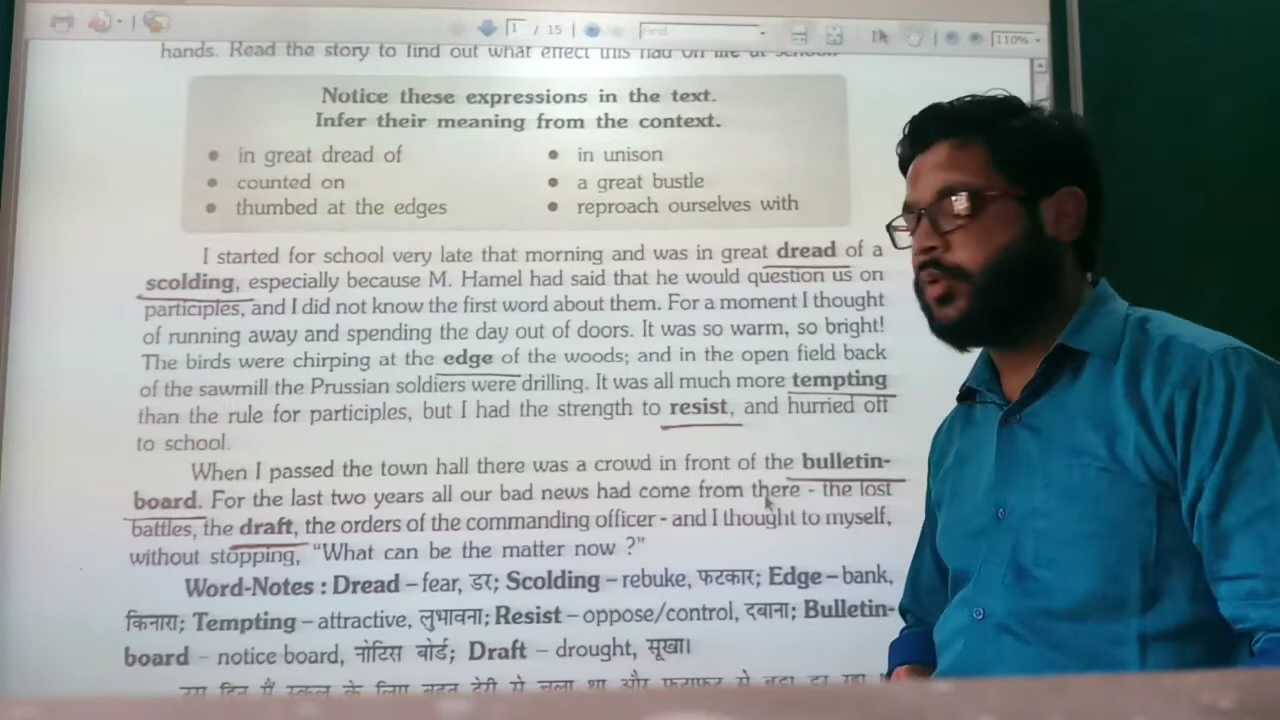 1 / 15 Find 110%
hands. Read the story to find out what effect this had on life at school.
Notice these expressions in the text.
Infer their meaning from the context.
• in great dread of • in unison
• counted on • a great bustle
• thumbed at the edges • reproach ourselves with
I started for school very late that morning and was in great dread of a
scolding, especially because M. Hamel had said that he would question us on
participles, and I did not know the first word about them. For a moment I thought
of running away and spending the day out of doors. It was so warm, so bright!
The birds were chirping at the edge of the woods; and in the open field back
of the sawmill the Prussian soldiers were drilling. It was all much more tempting
than the rule for participles, but I had the strength to resist, and hurried off
to school.
When I passed the town hall there was a crowd in front of the bulletin-
board. For the last two years all our bad news had come from there - the lost
battles, the draft, the orders of the commanding officer - and I thought to myself,
without stopping, “What can be the matter now ?”
Word-Notes : Dread – fear, डर; Scolding – rebuke, फटकार; Edge – bank,
किनारा; Tempting – attractive, लुभावना; Resist – oppose/control, दबाना; Bulletin-
board – notice board, नोटिस बोर्ड; Draft – drought, सूखा।
उस दिन मैं स्कूल के लिए बहुत देरी से चला था और